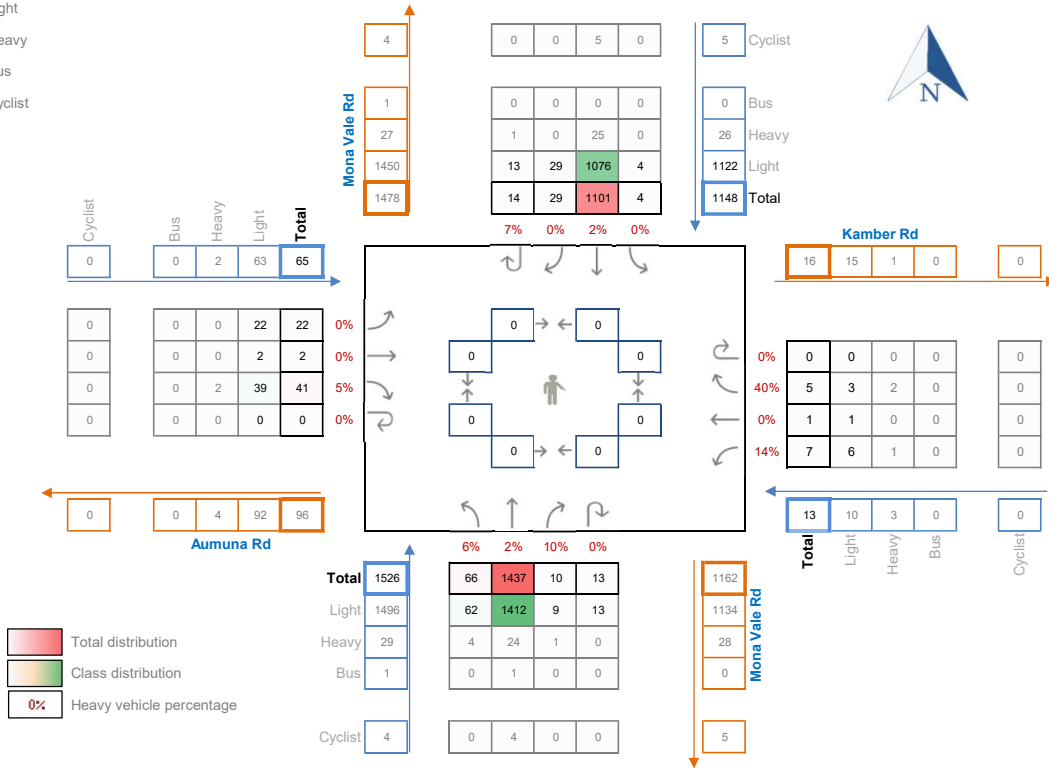 ght
eavy
us
yclist
4
0 0 5 0
5 Cyclist
N
Mona Vale Rd
1
27
1450
1478
0 0 0 0
1 0 25 0
13 29 1076 4
14 29 1101 4
0 Bus
26 Heavy
1122 Light
1148 Total
7% 0% 2% 0%
Cyclist Bus Heavy Light Total
0 0 2 63 65
Kamber Rd
16 15 1 0 0
0 0 0 22 22 0%
0 0 0 2 2 0%
0 0 2 39 41 5%
0 0 0 0 0 0%
0 0
0 0
0 0
0 0
0% 0 0 0 0 0
40% 5 3 2 0 0
0% 1 1 0 0 0
14% 7 6 1 0 0
0 0 4 92 96
Aumuna Rd
13 10 3 0 0
Total Light Heavy Bus Cyclist
6% 2% 10% 0%
Total 1526 66 1437 10 13
Light 1496 62 1412 9 13
Heavy 29 4 24 1 0
Bus 1 0 1 0 0
Cyclist 4 0 4 0 0
1162
1134
28
0
Mona Vale Rd
5
Total distribution
Class distribution
0% Heavy vehicle percentage